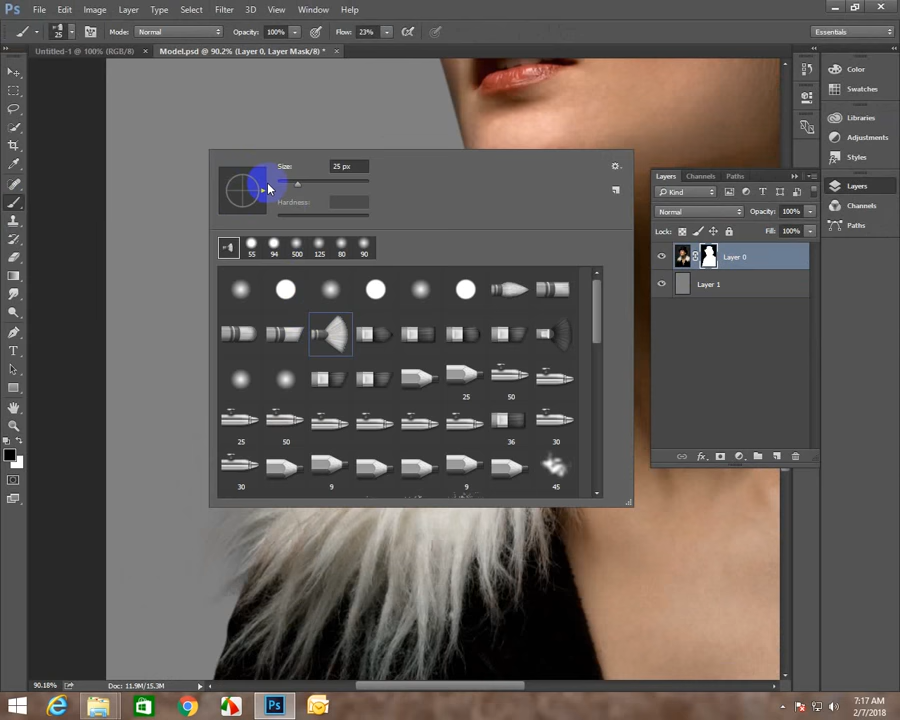 Ps File Edit Image Layer Type Select Filter 3D View Window Help
25 Mode: Normal Opacity: 100% Flow: 23% Essentials
Untitled-1 @ 100% (RGB/8) × Model.psd @ 90.2% (Layer 0, Layer Mask/8) * ×
Color
Swatches
Libraries
Adjustments
Styles
Layers
Channels
Paths
Size: 25 px
Hardness:
55 94 500 125 80 90
25 50
25 50 36 30
30 9 9 45
Layers Channels Paths
Kind
Normal Opacity: 100%
Lock: Fill: 100%
Layer 0
Layer 1
fx
90.18% Doc: 11.9M/15.3M
Ps
7:17 AM
2/7/2018